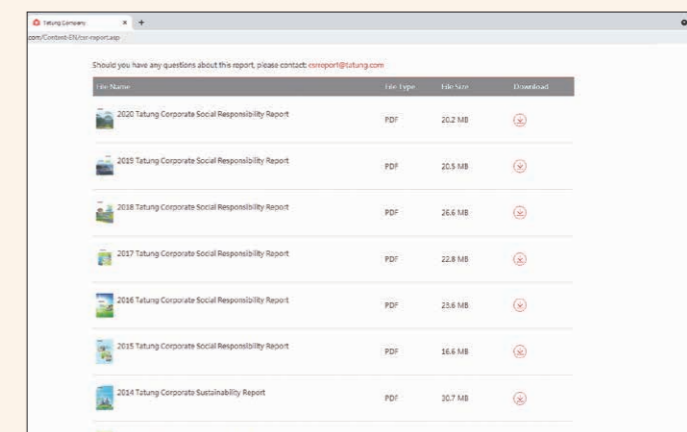 Tatung Company x +
com/Content-EN/csr-report.asp
Should you have any questions about this report, please contact: csrreport@tatung.com
File Name File Type File Size Download
2020 Tatung Corporate Social Responsibility Report PDF 20.2 MB
2019 Tatung Corporate Social Responsibility Report PDF 20.5 MB
2018 Tatung Corporate Social Responsibility Report PDF 26.6 MB
2017 Tatung Corporate Social Responsibility Report PDF 22.8 MB
2016 Tatung Corporate Social Responsibility Report PDF 23.6 MB
2015 Tatung Corporate Social Responsibility Report PDF 16.6 MB
2014 Tatung Corporate Sustainability Report PDF 20.7 MB